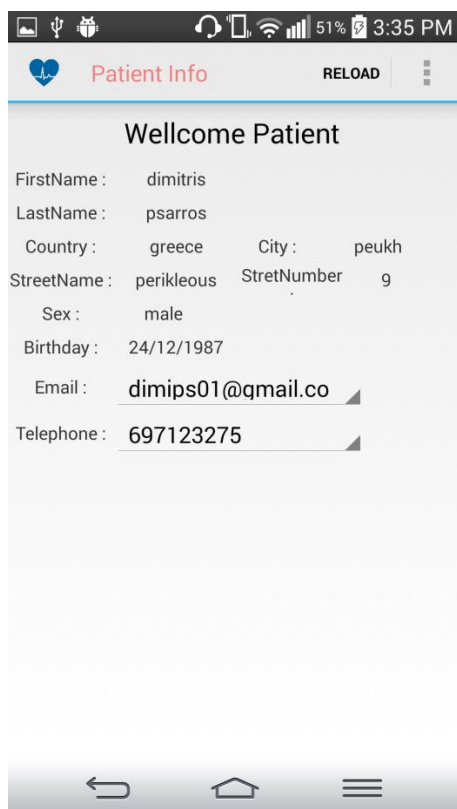 51% 3:35 PM
Patient Info RELOAD
Wellcome Patient
FirstName : dimitris
LastName : psarros
Country : greece City : peukh
StreetName : perikleous StretNumber 9
Sex : male
Birthday : 24/12/1987
Email : dimips01@gmail.co
Telephone : 697123275